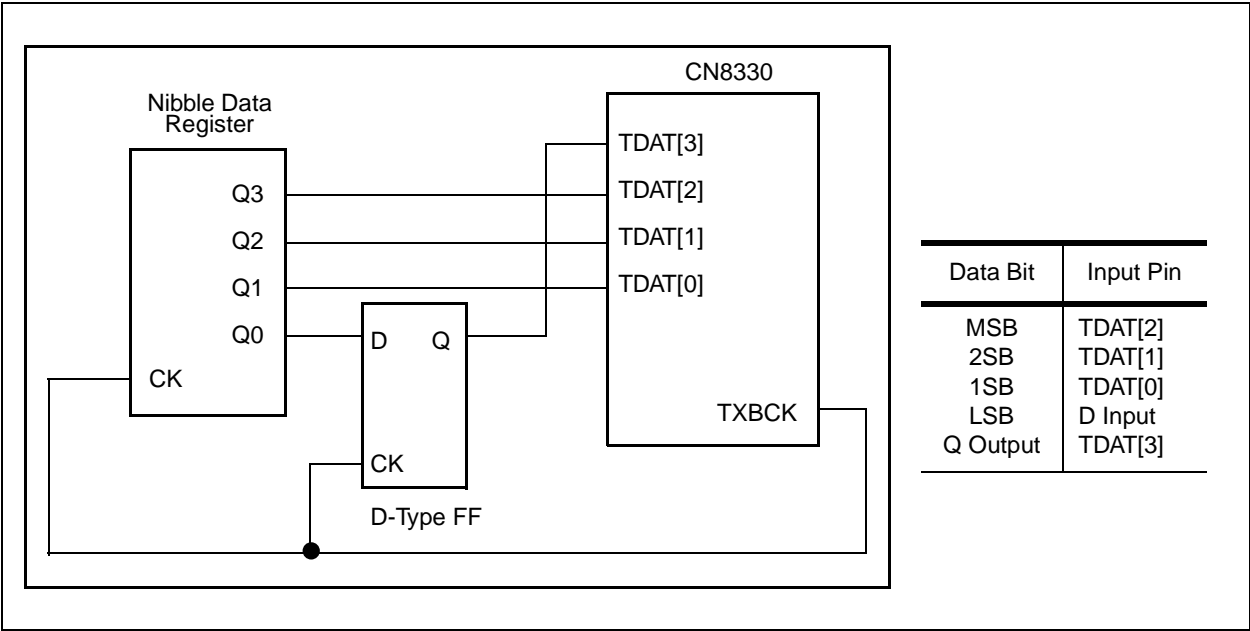 CN8330
Nibble Data
Register
TDAT[3]
TDAT[2]
TDAT[1]
TDAT[0]
TXBCK
Q3
Q2
Q1
Q0
CK
D Q
CK
D-Type FF
Data Bit Input Pin
MSB TDAT[2]
2SB TDAT[1]
1SB TDAT[0]
LSB D Input
Q Output TDAT[3]